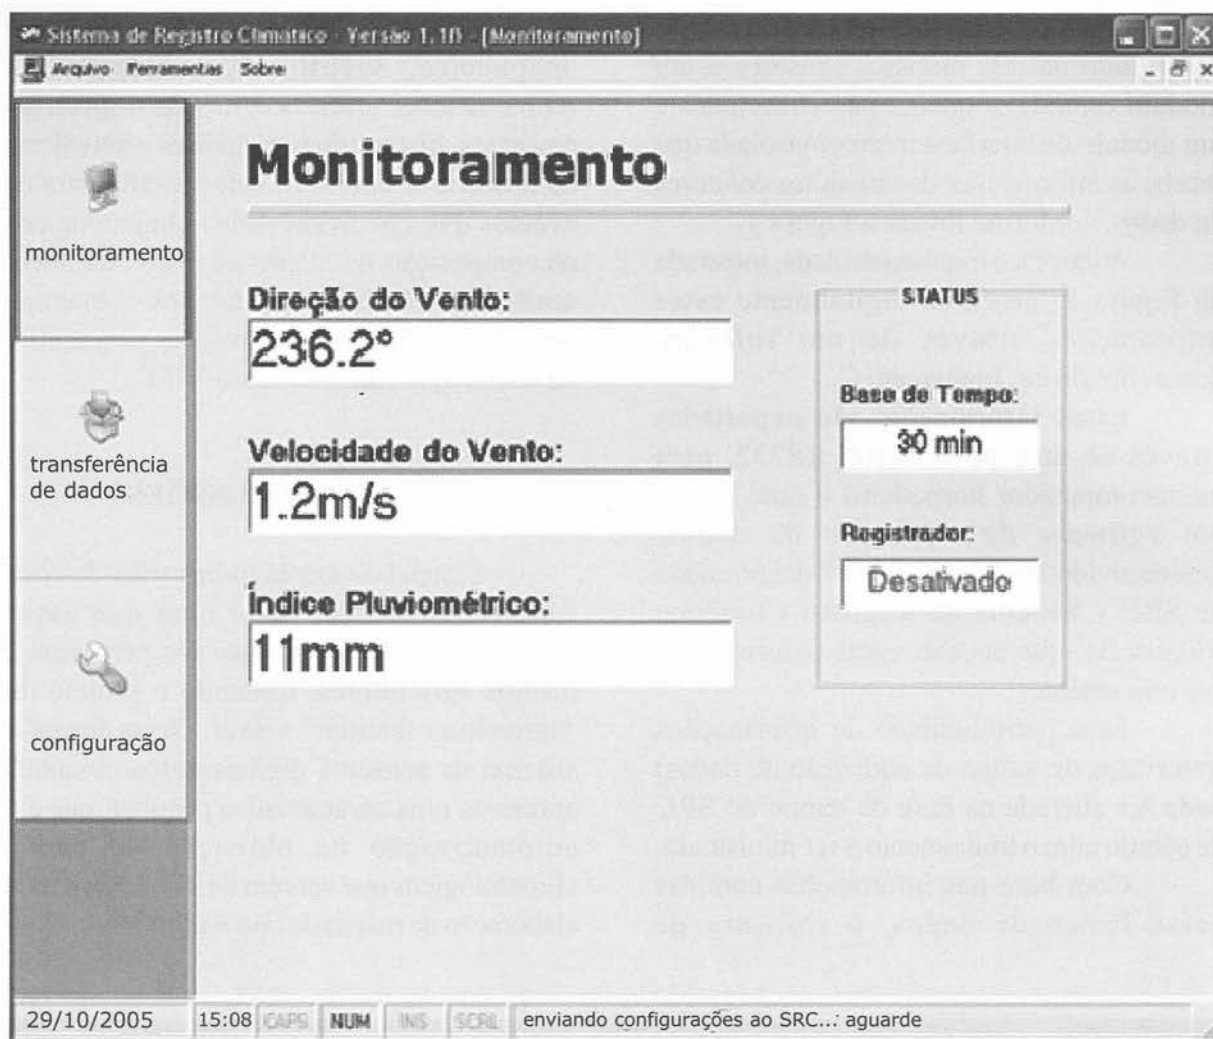 Sistema de Registro Climático - Versão [Monitoramento]
Arquivo Ferramentas Sobre
monitoramento
transferência
de dados
configuração
Monitoramento
Direção do Vento:
236.2°
Velocidade do Vento:
1.2m/s
Índice Pluviométrico:
11mm
STATUS
Base de Tempo:
30 min
Registrador:
Desativado
29/10/2005 15:08 CAPS NUM INS SCRL enviando configurações ao SRC... aguarde